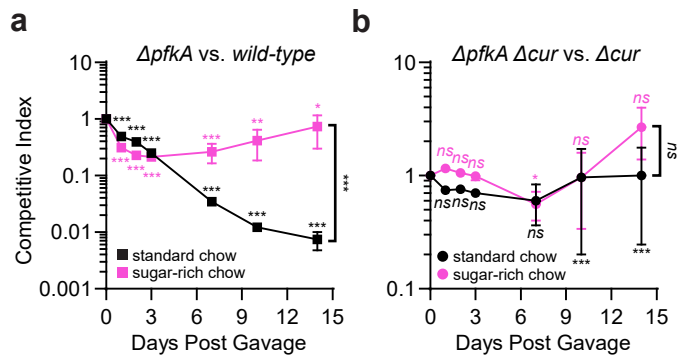 a
ΔpfkA vs. wild-type
Competitive Index
10
1
0.1
0.01
0.001
***
***
***
***
***
***
***
**
*
***
***
***
***
standard chow
sugar-rich chow
0 3 6 9 12 15
Days Post Gavage
b
ΔpfkA Δcur vs. Δcur
10
1
0.1
ns
ns
ns
*
ns
ns
ns
ns
ns
ns
ns
***
***
standard chow
sugar-rich chow
0 3 6 9 12 15
Days Post Gavage